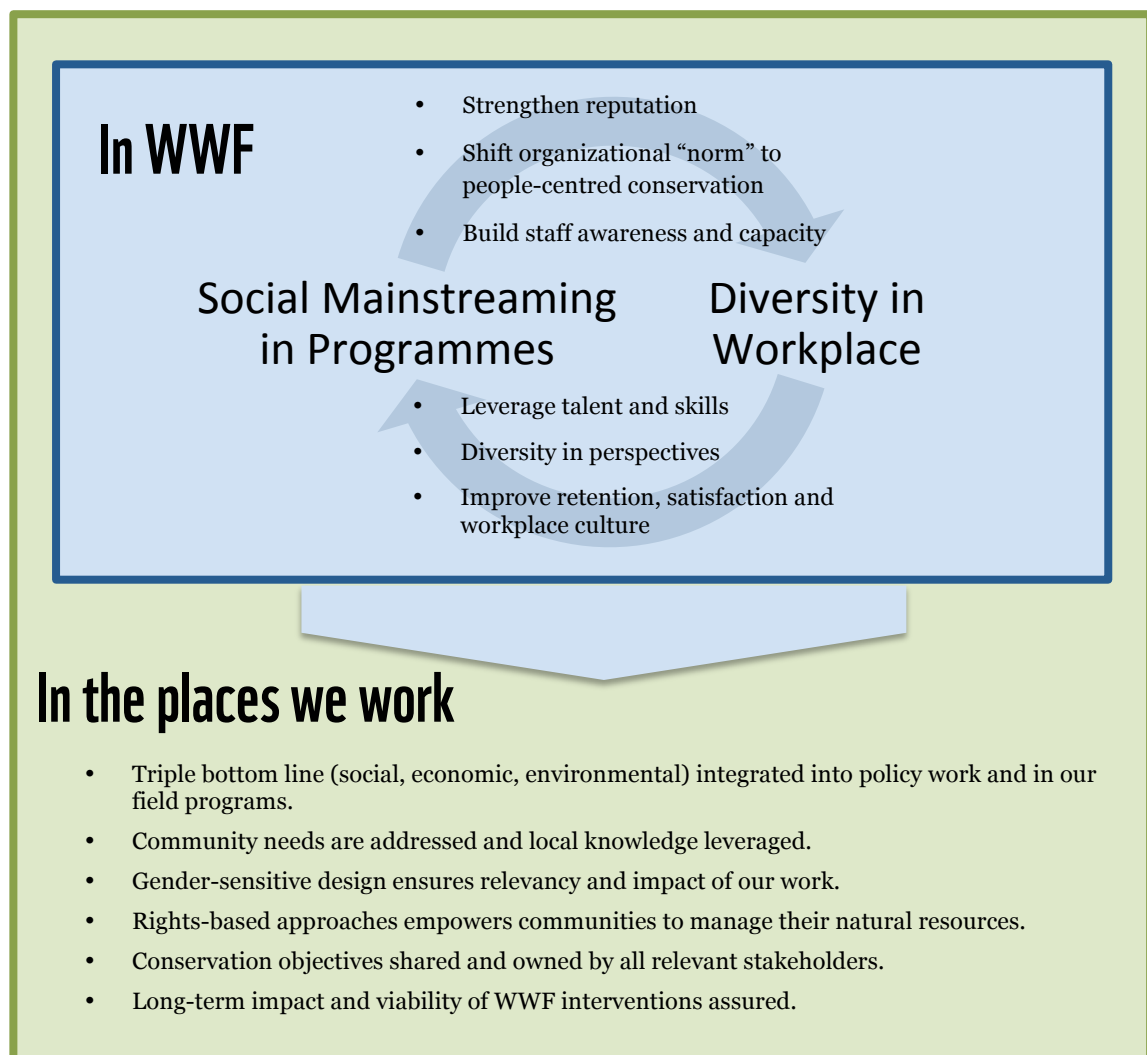 In WWF
• Strengthen reputation
• Shift organizational “norm” to
people-centred conservation
• Build staff awareness and capacity
Social Mainstreaming
in Programmes
Diversity in
Workplace
• Leverage talent and skills
• Diversity in perspectives
• Improve retention, satisfaction and
workplace culture
In the places we work
• Triple bottom line (social, economic, environmental) integrated into policy work and in our
field programs.
• Community needs are addressed and local knowledge leveraged.
• Gender-sensitive design ensures relevancy and impact of our work.
• Rights-based approaches empowers communities to manage their natural resources.
• Conservation objectives shared and owned by all relevant stakeholders.
• Long-term impact and viability of WWF interventions assured.